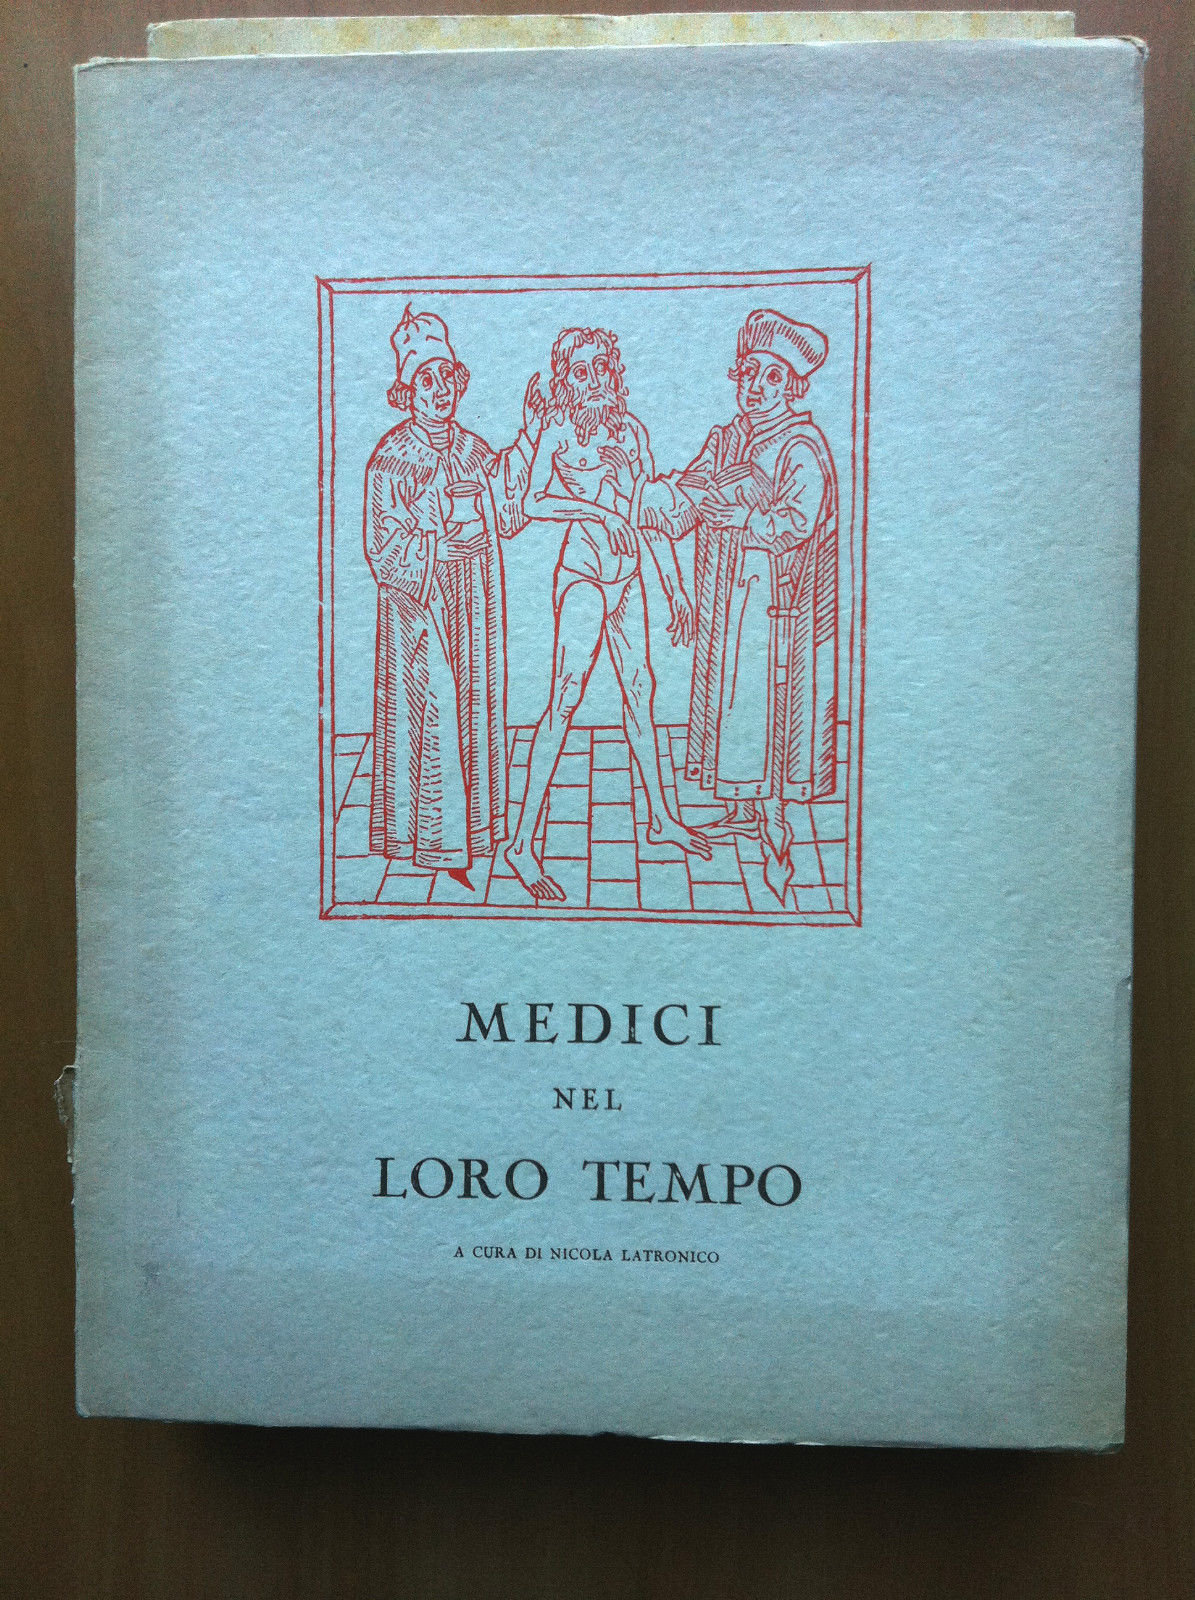 MEDICI
NEL
LORO TEMPO
A CURA DI NICOLA LATRONICO